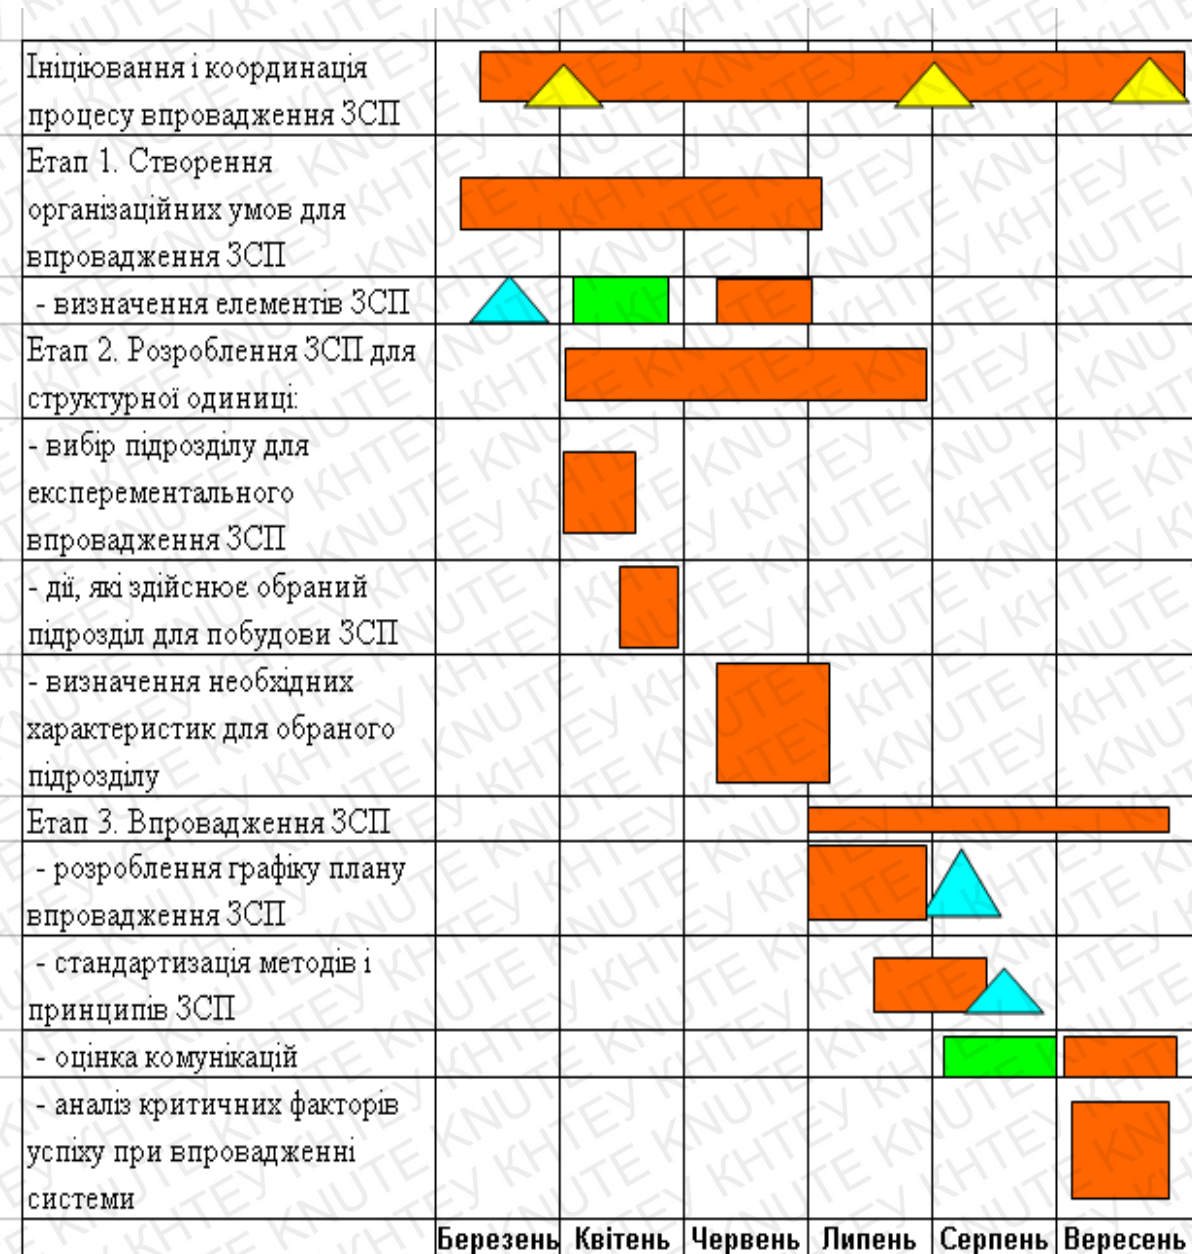 Ініціювання і координація
процесу впровадження ЗСП
Етап 1. Створення
організаційних умов для
впровадження ЗСП
- визначення елементів ЗСП
Етап 2. Розроблення ЗСП для
структурної одиниці:
- вибір підрозділу для
експерементального
впровадження ЗСП
- дії, які здійснює обраний
підрозділ для побудови ЗСП
- визначення необхідних
характеристик для обраного
підрозділу
Етап 3. Впровадження ЗСП
- розроблення графіку плану
впровадження ЗСП
- стандартизація методів і
принципів ЗСП
- оцінка комунікацій
- аналіз критичних факторів
успіху при впровадженні
системи
Березень Квітень Червень Липень Серпень Вересень